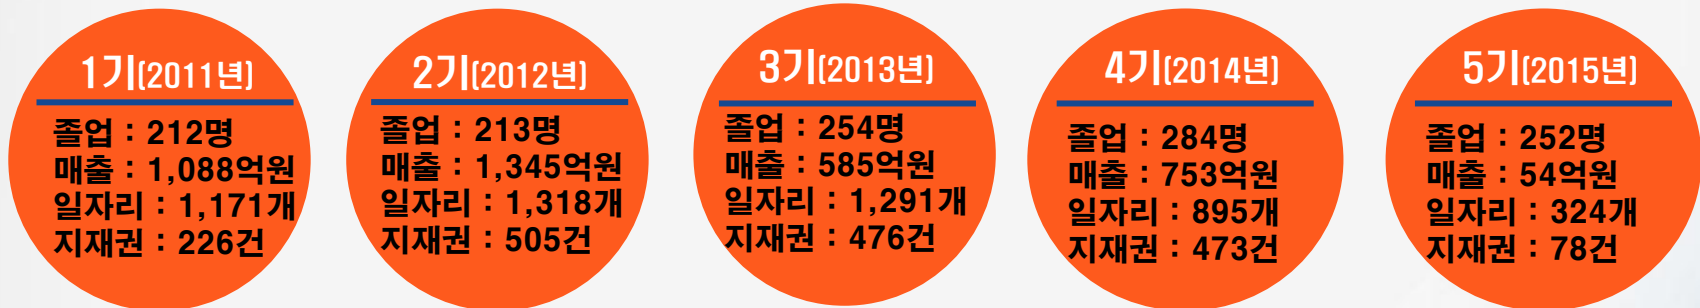 1기(2011년)
졸업 : 212명
매출 : 1,088억원
일자리 : 1,171개
지재권 : 226건
2기(2012년)
졸업 : 213명
매출 : 1,345억원
일자리 : 1,318개
지재권 : 505건
3기(2013년)
졸업 : 254명
매출 : 585억원
일자리 : 1,291개
지재권 : 476건
4기(2014년)
졸업 : 284명
매출 : 753억원
일자리 : 895개
지재권 : 473건
5기(2015년)
졸업 : 252명
매출 : 54억원
일자리 : 324개
지재권 : 78건